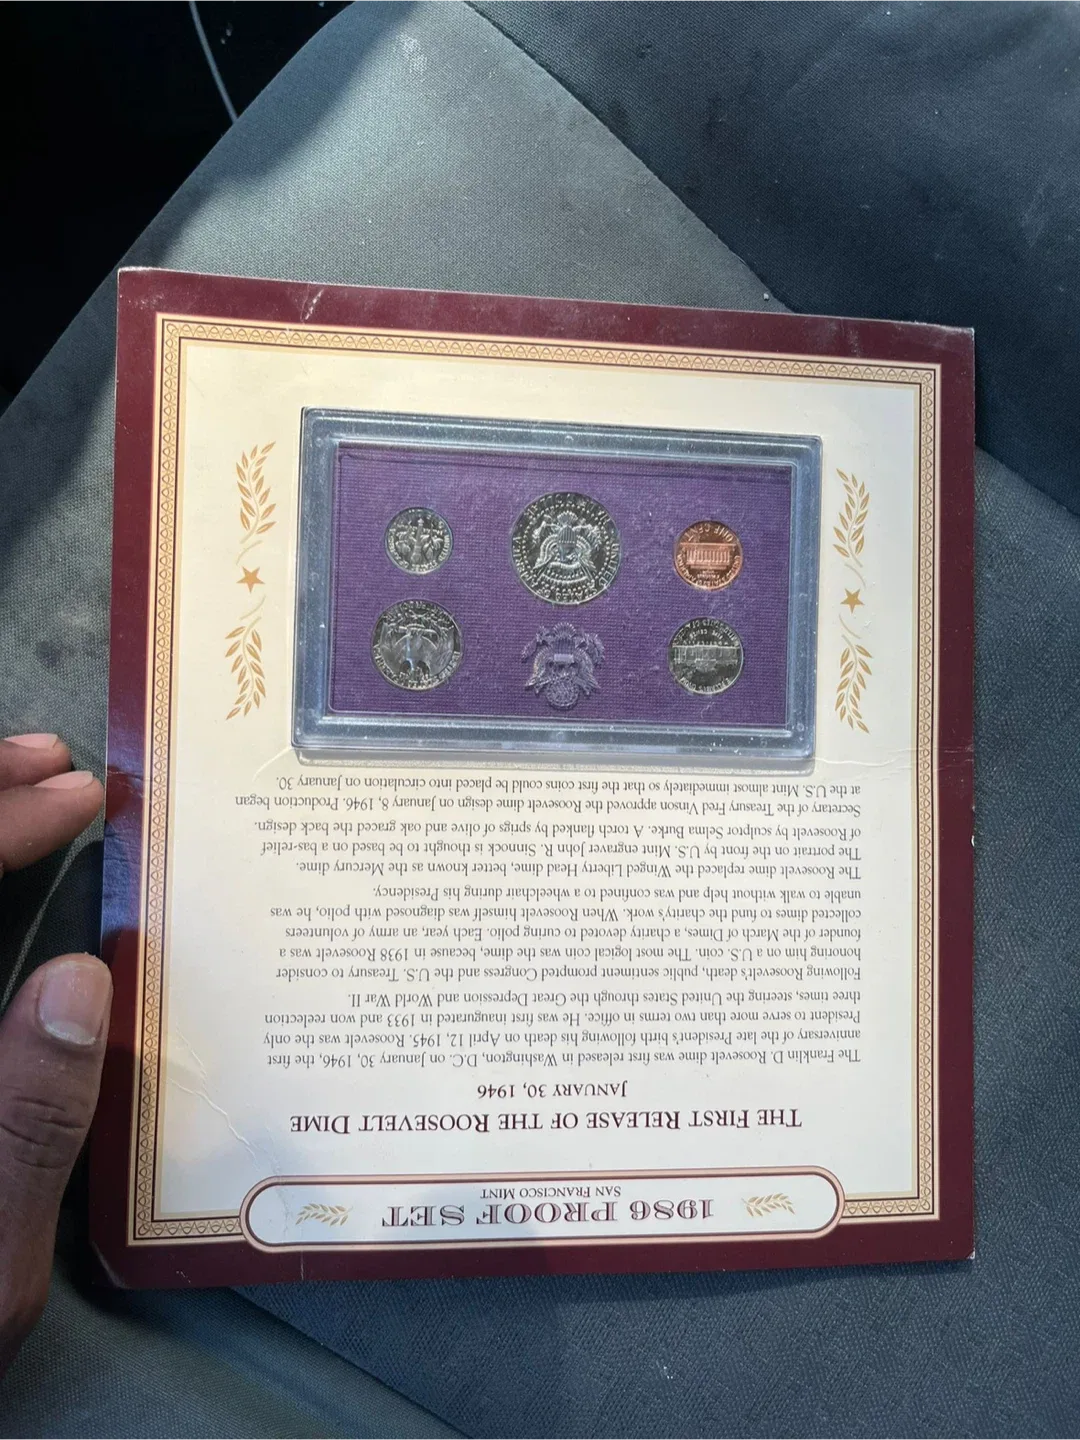 1986 PROOF SET
SAN FRANCISCO MINT
THE FIRST RELEASE OF THE ROOSEVELT DIME
JANUARY 30, 1946
The Franklin D. Roosevelt dime was first released in Washington, D.C. on January 30, 1946, the first
anniversary of the late President's birth following his death on April 12, 1945. Roosevelt was the only
President to serve more than two terms in office. He was first inaugurated in 1933 and won reelection
three times, steering the United States through the Great Depression and World War II.
Following Roosevelt's death, public sentiment prompted Congress and the U.S. Treasury to consider
honoring him on a U.S. coin. The most logical coin was the dime, because in 1938 Roosevelt was a
founder of the March of Dimes, a charity devoted to curing polio. Each year, an army of volunteers
collected dimes to fund the charity's work. When Roosevelt himself was diagnosed with polio, he was
unable to walk without help and was confined to a wheelchair during his Presidency.
The Roosevelt dime replaced the Winged Liberty Head dime, better known as the Mercury dime.
The portrait on the front by U.S. Mint engraver John R. Sinnock is thought to be based on a bas-relief
of Roosevelt by sculptor Selma Burke. A torch flanked by sprigs of olive and oak graced the back design.
Secretary of the Treasury Fred Vinson approved the Roosevelt dime design on January 8, 1946. Production began
at the U.S. Mint almost immediately so that the first coins could be placed into circulation on January 30.
ONE CENT